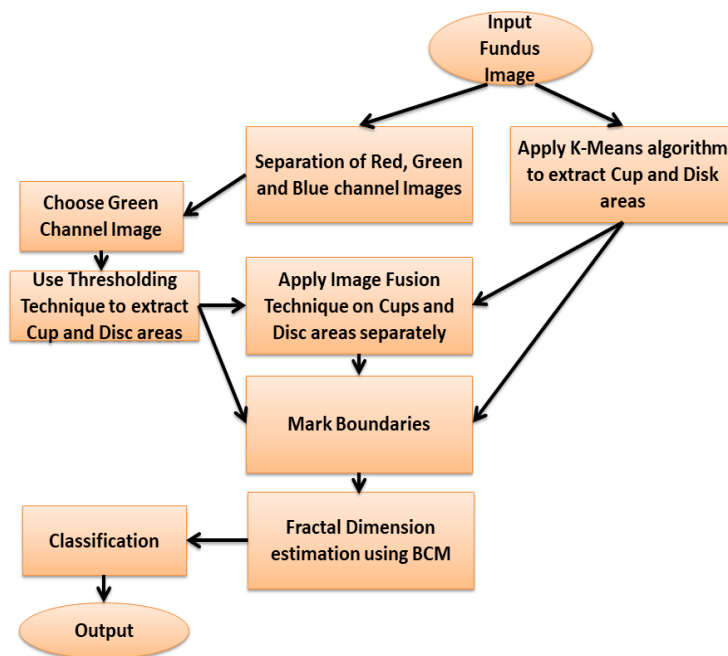 Input
Fundus
Image
Separation of Red, Green
and Blue channel Images
Apply K-Means algorithm
to extract Cup and Disk
areas
Choose Green
Channel Image
Use Thresholding
Technique to extract
Cup and Disc areas
Apply Image Fusion
Technique on Cups and
Disc areas separately
Mark Boundaries
Fractal Dimension
estimation using BCM
Classification
Output